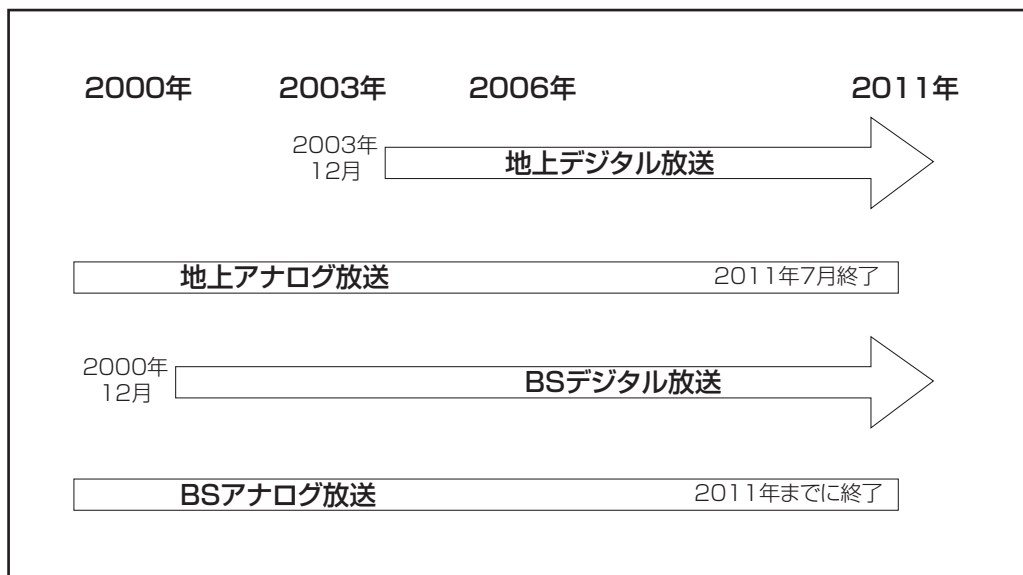 2000年 2003年 2006年 2011年
2003年
12月
地上デジタル放送
地上アナログ放送 2011年7月終了
2000年
12月
BSデジタル放送
BSアナログ放送 2011年までに終了